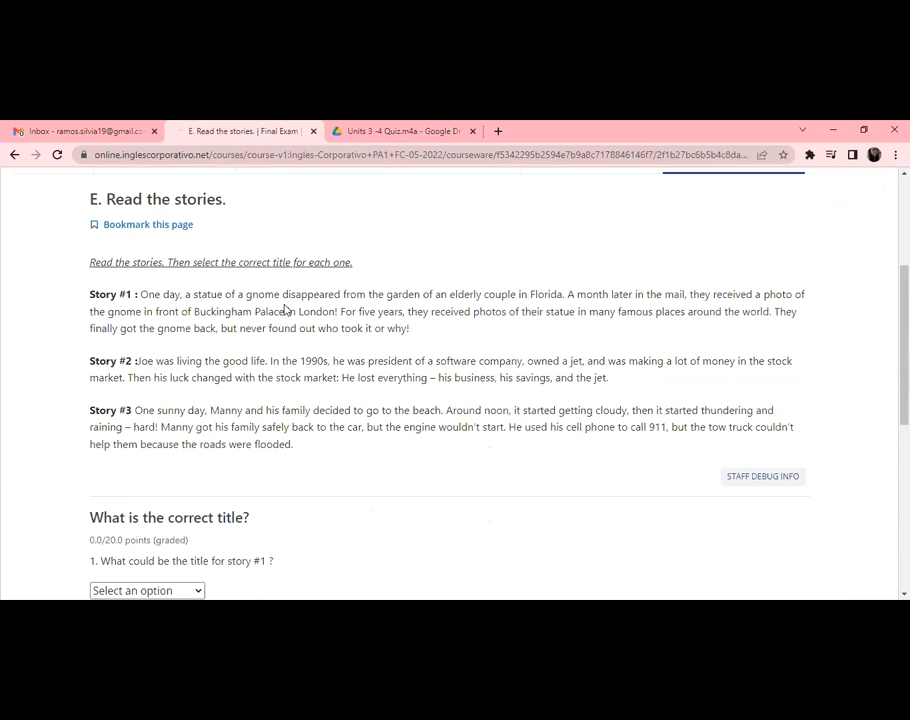 Inbox - ramos.silvia19@gmail.co
E. Read the stories. | Final Exam |
Units 3 -4 Quiz.m4a - Google Dr
online.inglescorporativo.net/courses/course-v1:Ingles-Corporativo+PA1+FC-05-2022/courseware/f5342295b2594e7b9a8c7178846146f7/2f1b27bc6b5b4c8da...
E. Read the stories.
Bookmark this page
Read the stories. Then select the correct title for each one.
Story #1 : One day, a statue of a gnome disappeared from the garden of an elderly couple in Florida. A month later in the mail, they received a photo of
the gnome in front of Buckingham Palace in London! For five years, they received photos of their statue in many famous places around the world. They
finally got the gnome back, but never found out who took it or why!
Story #2 :Joe was living the good life. In the 1990s, he was president of a software company, owned a jet, and was making a lot of money in the stock
market. Then his luck changed with the stock market: He lost everything – his business, his savings, and the jet.
Story #3 One sunny day, Manny and his family decided to go to the beach. Around noon, it started getting cloudy, then it started thundering and
raining – hard! Manny got his family safely back to the car, but the engine wouldn't start. He used his cell phone to call 911, but the tow truck couldn't
help them because the roads were flooded.
STAFF DEBUG INFO
What is the correct title?
0.0/20.0 points (graded)
1. What could be the title for story #1 ?
Select an option